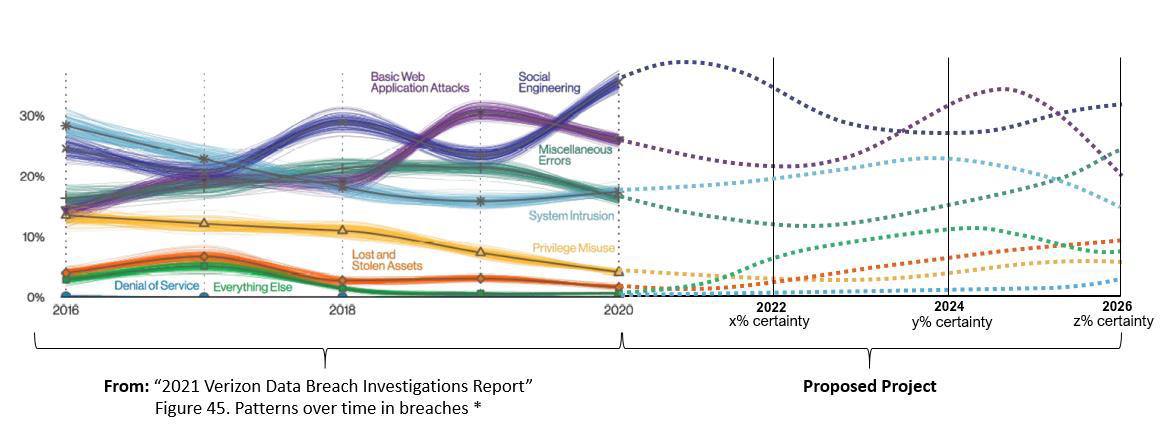 Basic Web
Application Attacks
Social
Engineering
30%
Miscellaneous
Errors
20%
System Intrusion
10%
Privilege Misuse
Lost and
Stolen Assets
Denial of Service
Everything Else
0%
2016
2018
2020
2022
x% certainty
2024
y% certainty
2026
z% certainty
From: “2021 Verizon Data Breach Investigations Report”
Figure 45. Patterns over time in breaches *
Proposed Project